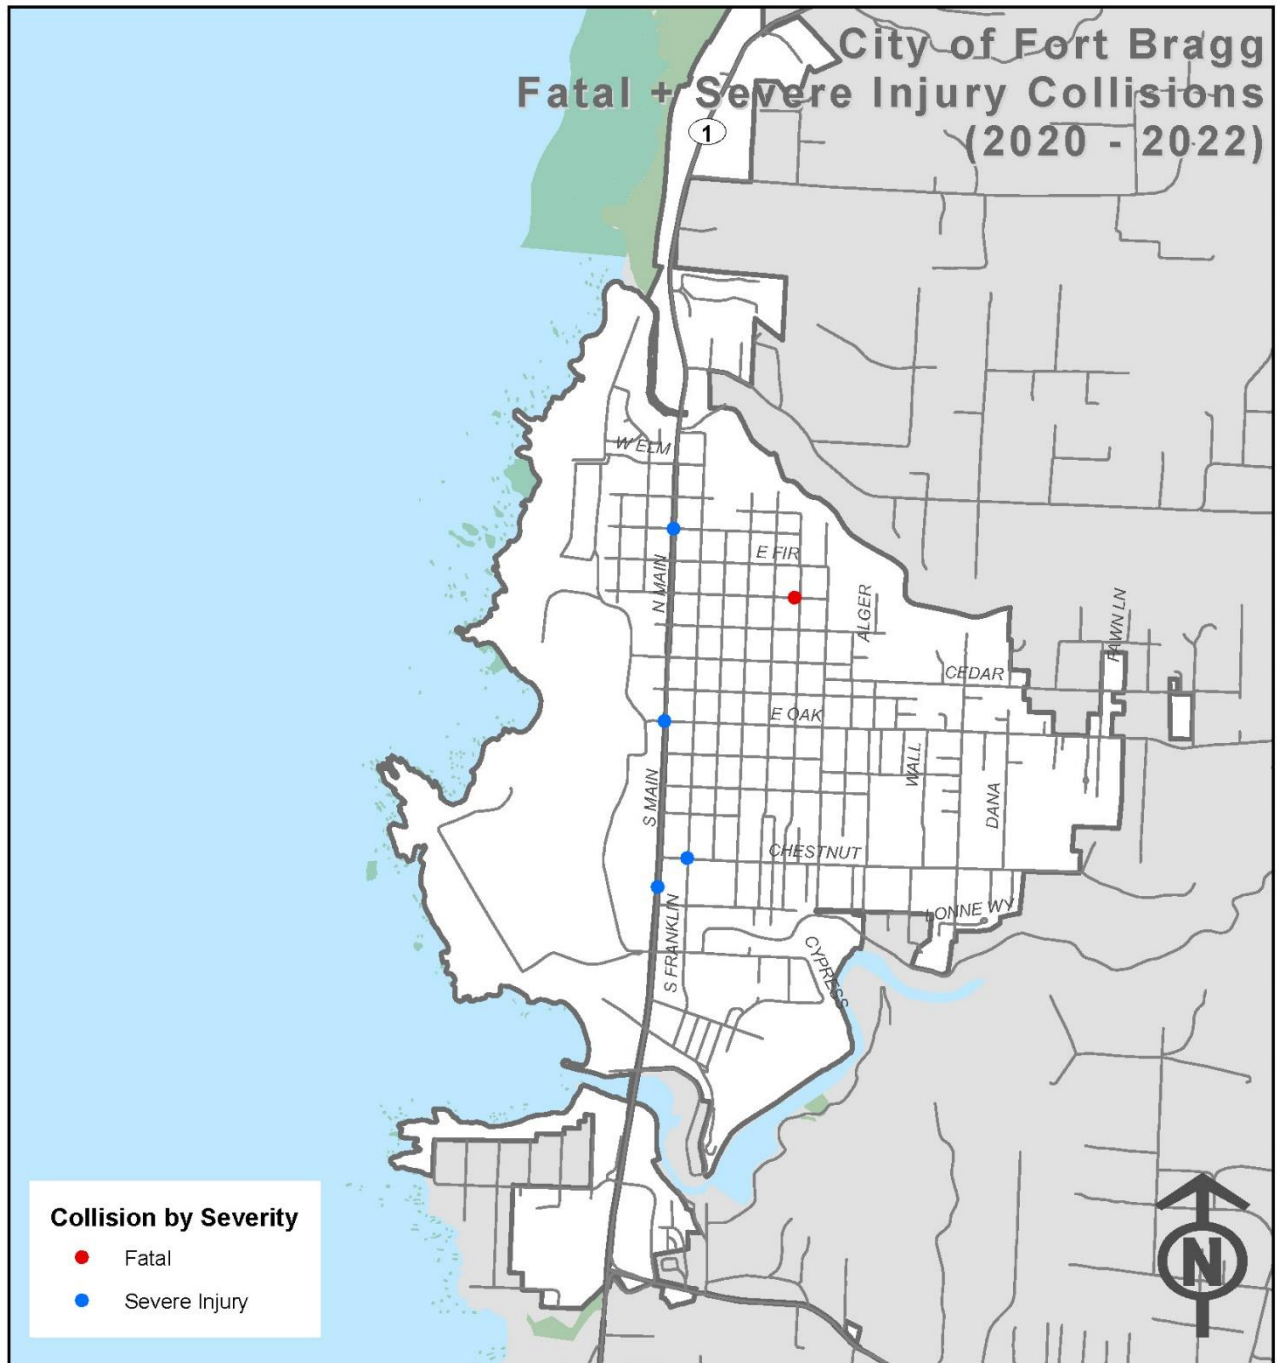 City of Fort Bragg
Fatal + Severe Injury Collisions
(2020 - 2022)
1
W ELM
E FIR
N MAIN
ALGER
FAWN LN
CEDAR
E OAK
WALL
S MAIN
DANA
CHESTNUT
LONNE WY
S FRANKLIN
CYPRESS
Collision by Severity
Fatal
Severe Injury
N